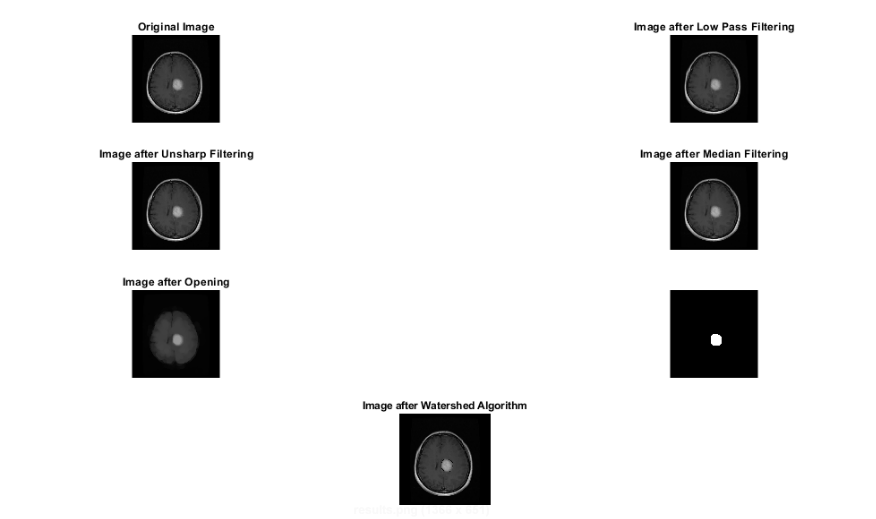 Original Image
Image after Low Pass Filtering
Image after Unsharp Filtering
Image after Median Filtering
Image after Opening
Image after Watershed Algorithm